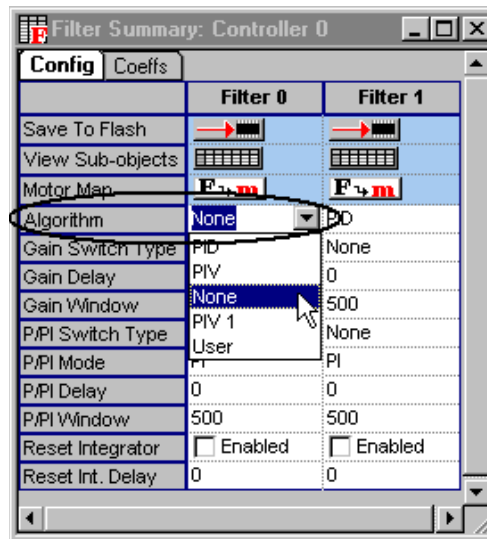 Filter Summary: Controller 0
Config Coeffs
Filter 0 Filter 1
Save To Flash
View Sub-objects
Motor Map F m F m
Algorithm None PID
Gain Switch Type PID None
Gain Delay PIV 0
Gain Window None 500
P/PI Switch Type PIV 1 None
User
P/PI Mode PI PI
P/PI Delay 0 0
P/PI Window 500 500
Reset Integrator Enabled Enabled
Reset Int. Delay 0 0